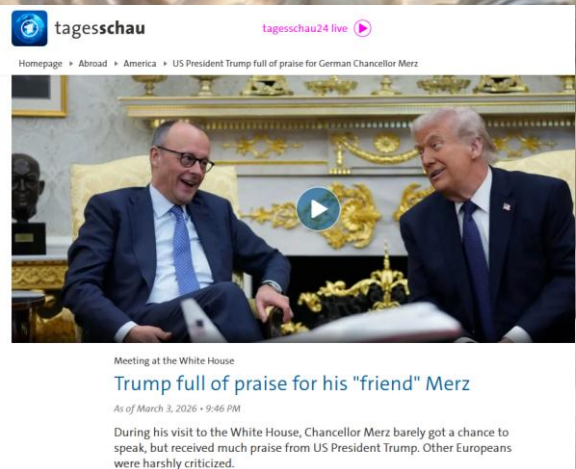 tagesschau
tagesschau24 live
Homepage ▸ Abroad ▸ America ▸ US President Trump full of praise for German Chancellor Merz
Meeting at the White House
Trump full of praise for his "friend" Merz
As of March 3, 2026 • 9:46 PM
During his visit to the White House, Chancellor Merz barely got a chance to
speak, but received much praise from US President Trump. Other Europeans
were harshly criticized.